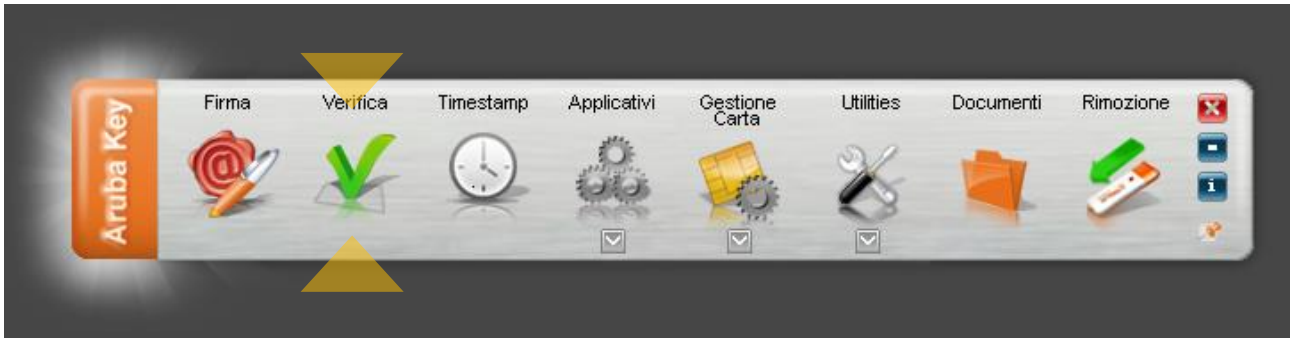 Aruba Key
Firma
Verifica
Timestamp
Applicativi
Gestione
Carta
Utilities
Documenti
Rimozione